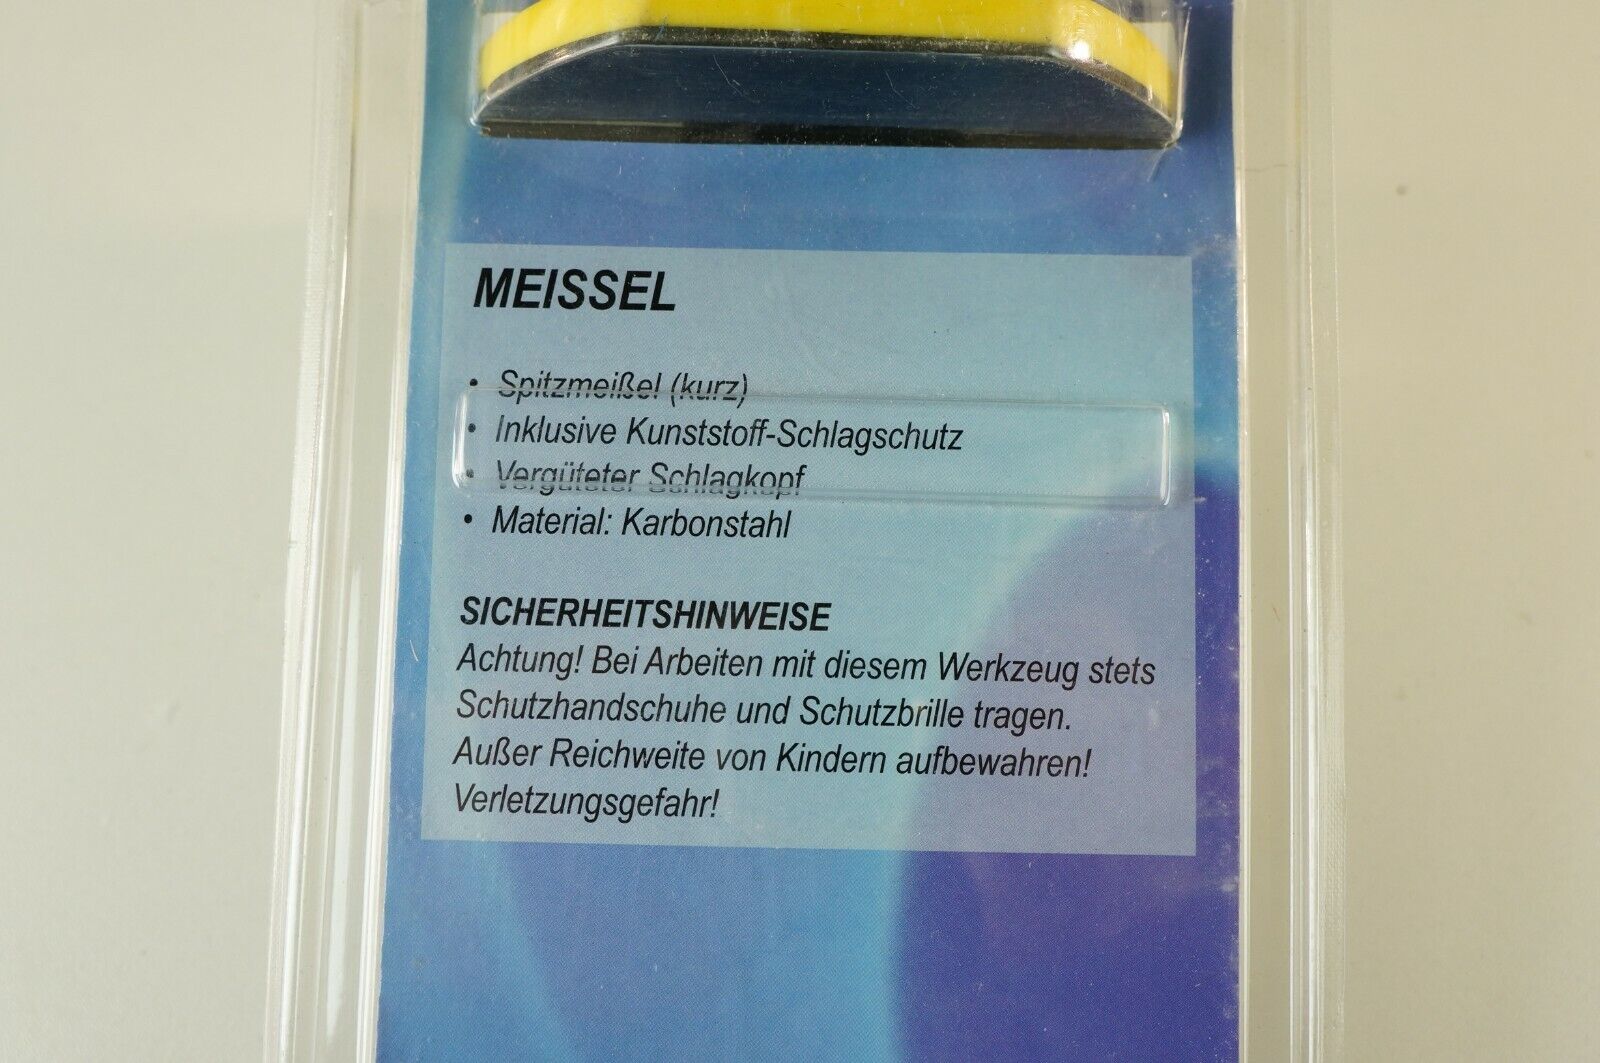 MEISSEL
• Spitzmeißel (kurz)
• Inklusive Kunststoff-Schlagschutz
• Vergüteter Schlagkopf
• Material: Karbonstahl
SICHERHEITSHINWEISE
Achtung! Bei Arbeiten mit diesem Werkzeug stets
Schutzhandschuhe und Schutzbrille tragen.
Außer Reichweite von Kindern aufbewahren!
Verletzungsgefahr!